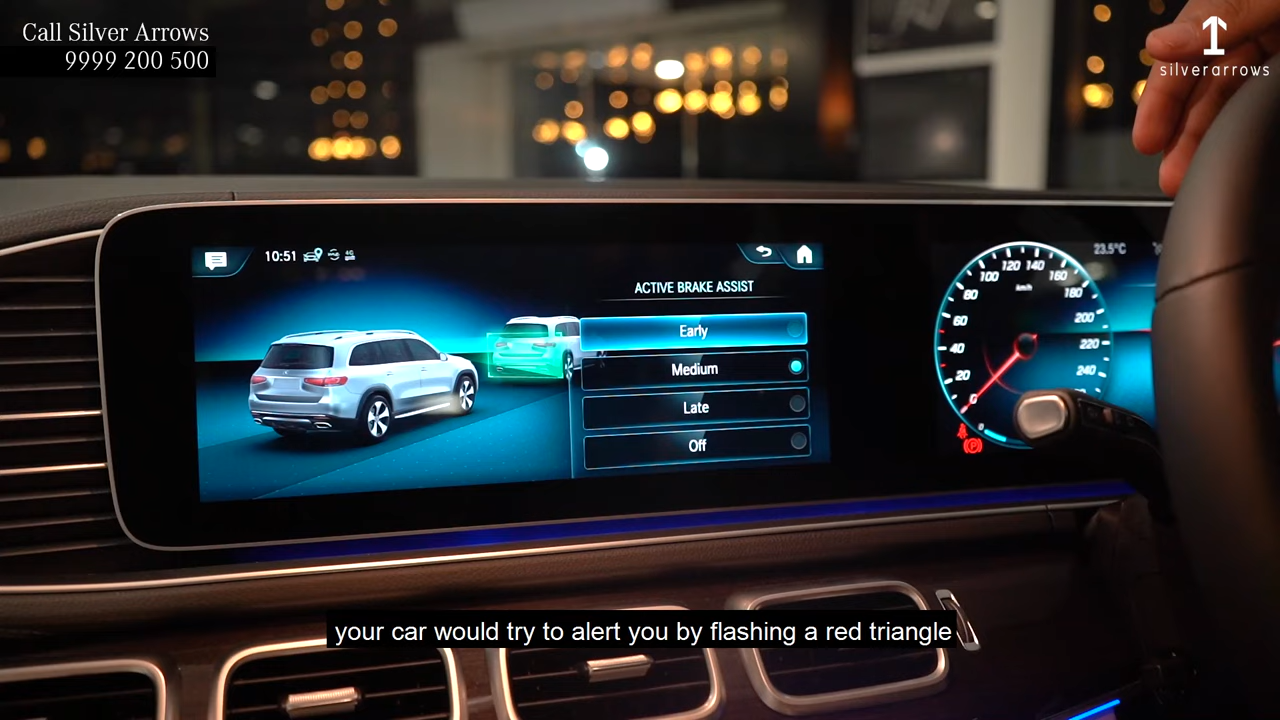 Call Silver Arrows
9999 200 500
silverarrows
10:51
4G
ACTIVE BRAKE ASSIST
Early
Medium
Late
Off
23.5°C
0
20
40
60
80
100
120
140
160
180
200
220
240
km/h
0
your car would try to alert you by flashing a red triangle